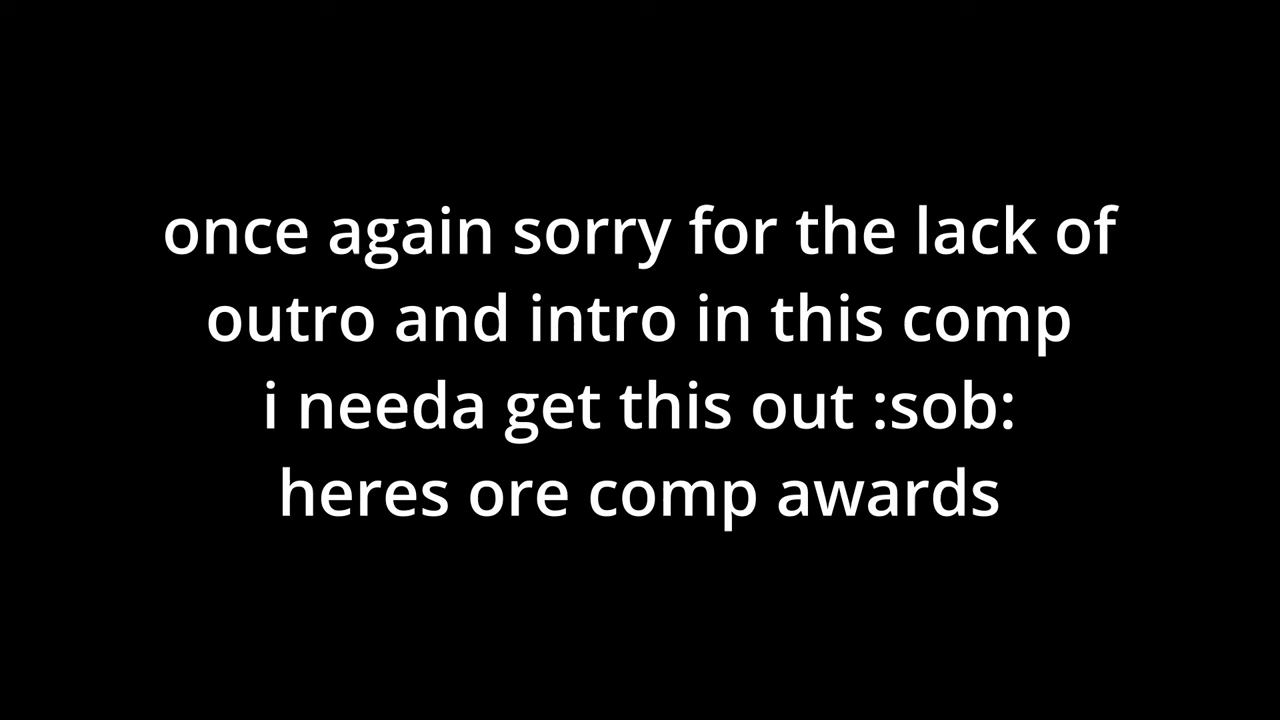 once again sorry for the lack of
outro and intro in this comp
i needa get this out :sob:
heres ore comp awards